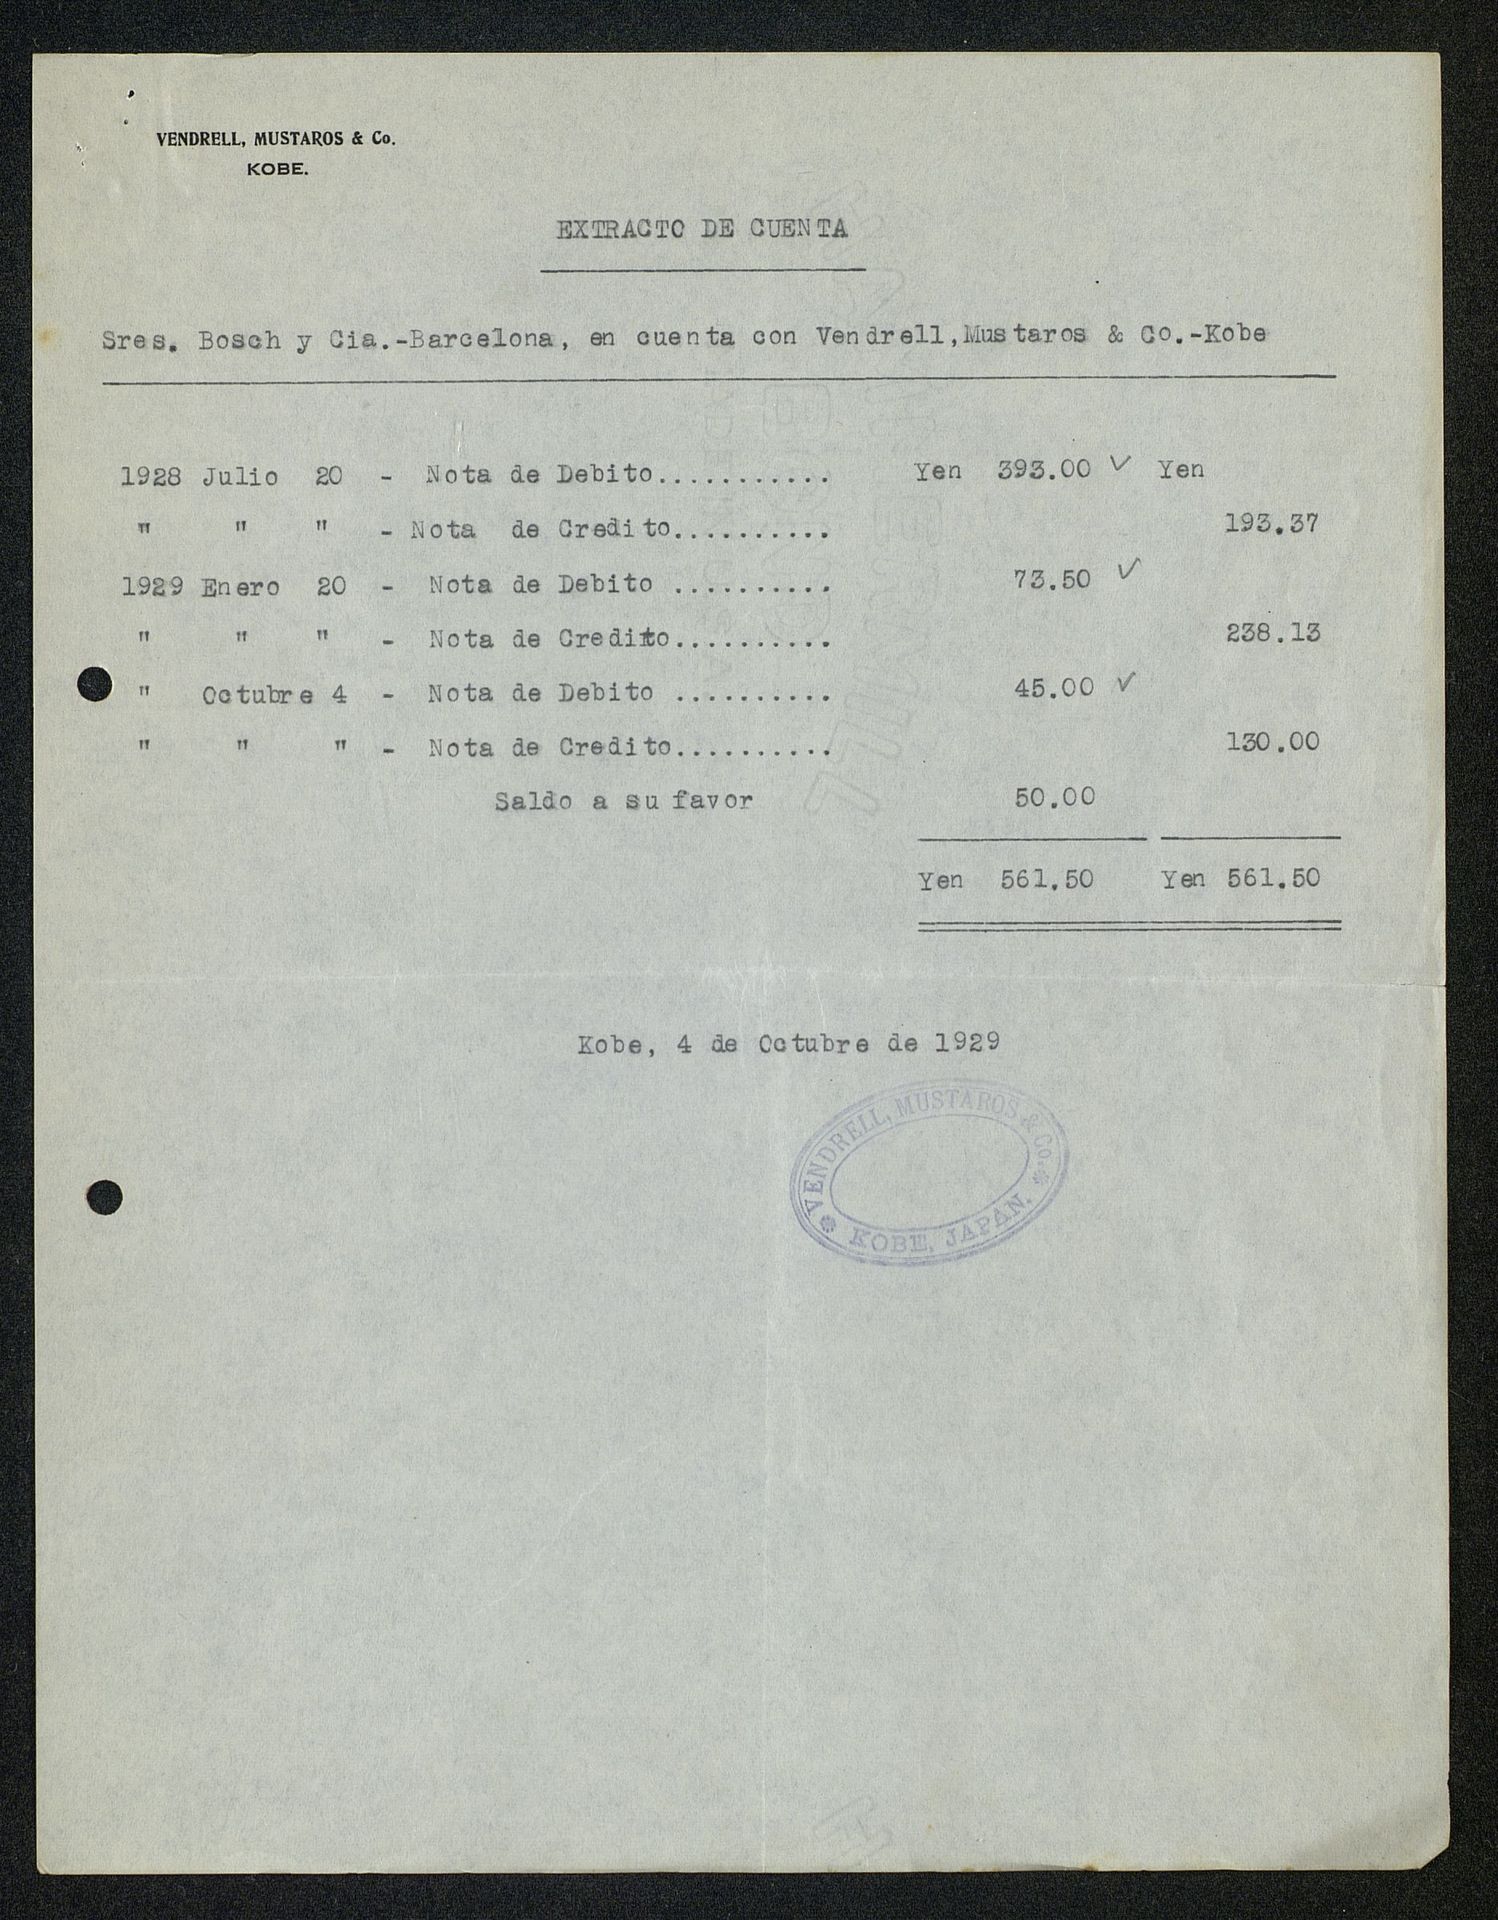 VENDRELL, MUSTAROS & Co.
KOBE.
EXTRACTO DE CUENTA
Sres. Bosch y Cia.-Barcelona, en cuenta con Vendrell,Mustaros & Co.-Kobe
1928 Julio 20 - Nota de Debito........... Yen 393.00 ✓ Yen
" " " - Nota de Credito.......... 193.37
1929 Enero 20 - Nota de Debito .......... 73.50 ✓
" " " - Nota de Credito.......... 238.13
" Octubre 4 - Nota de Debito .......... 45.00 ✓
" " " - Nota de Credito.......... 130.00
Saldo a su favor 50.00
Yen 561.50 Yen 561.50
Kobe, 4 de Octubre de 1929
VENDRELL, MUSTAROS & Co.
KOBE, JAPAN.